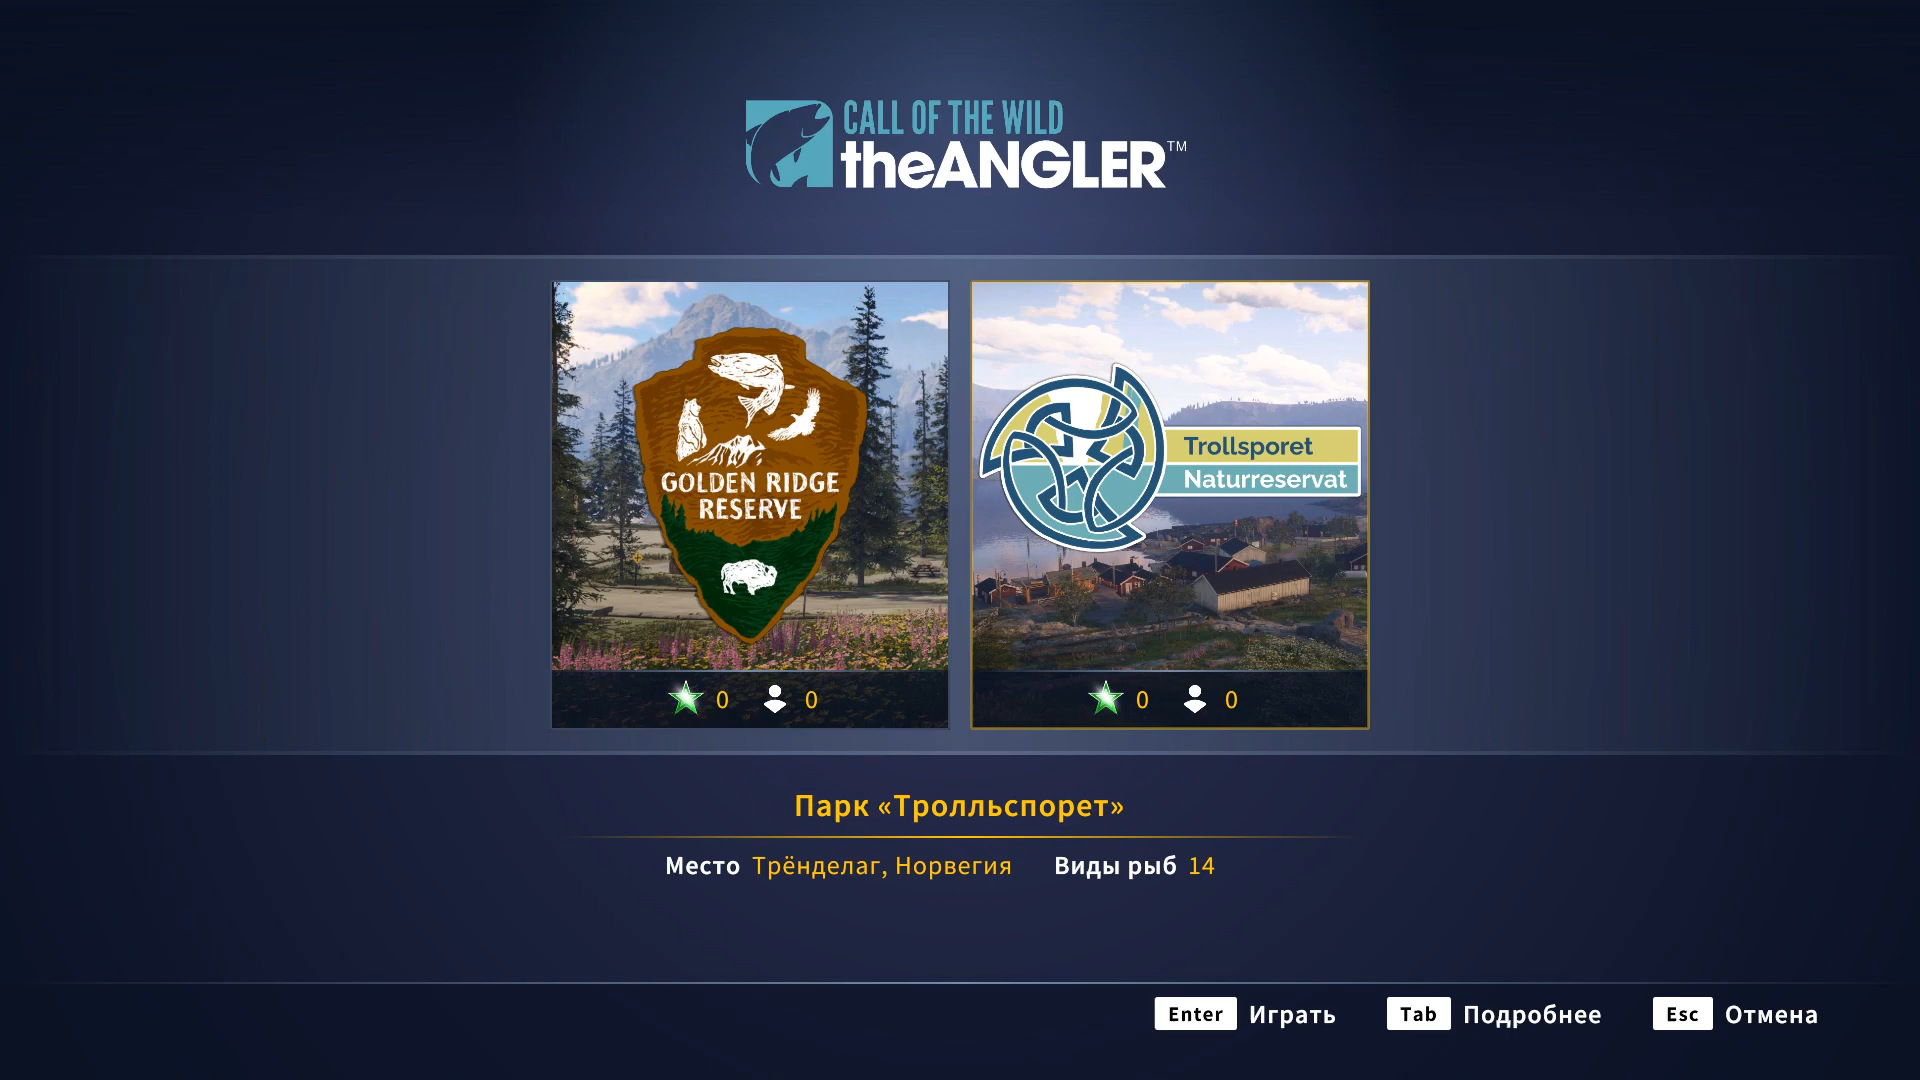 CALL OF THE WILD
theANGLER™
GOLDEN RIDGE
RESERVE
Trollsporet
Naturreservat
0 0
0 0
Парк «Тролльспорет»
Место Трёнделаг, Норвегия Виды рыб 14
Enter Играть Tab Подробнее Esc Отмена